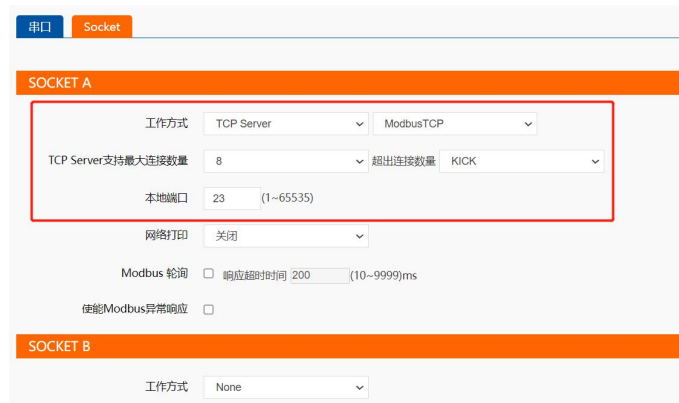 串口 Socket
SOCKET A
工作方式 TCP Server ModbusTCP
TCP Server支持最大连接数量 8 超出连接数量 KICK
本地端口 23 (1~65535)
网络打印 关闭
Modbus 轮询 响应超时时间 200 (10~9999)ms
使能Modbus异常响应
SOCKET B
工作方式 None